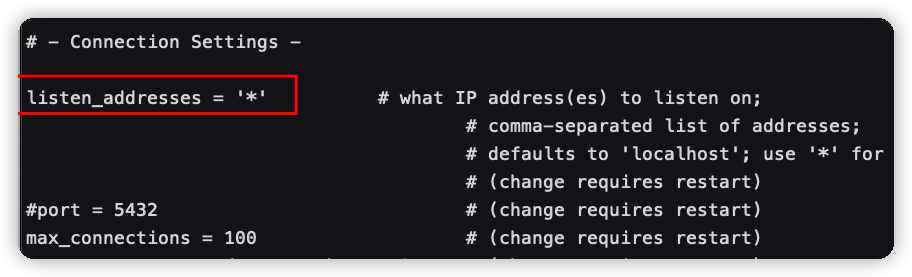 # - Connection Settings -
listen_addresses = '*' # what IP address(es) to listen on;
# comma-separated list of addresses;
# defaults to 'localhost'; use '*' for
# (change requires restart)
#port = 5432 # (change requires restart)
max_connections = 100 # (change requires restart)